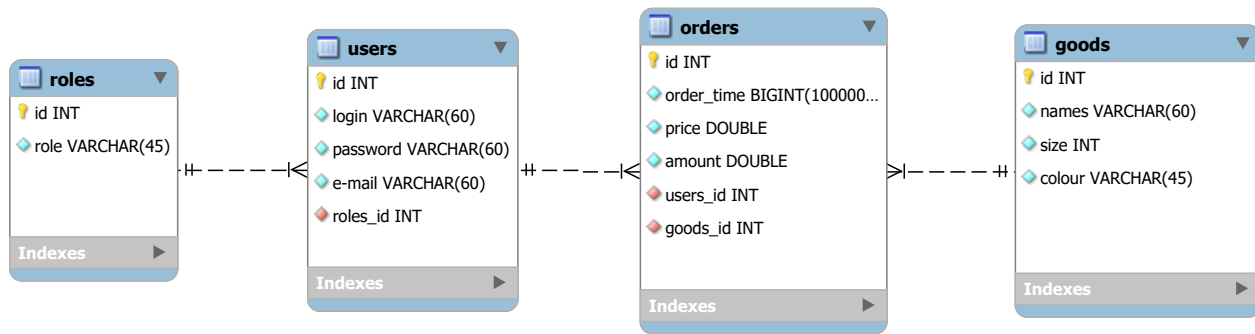 roles
id INT
role VARCHAR(45)
Indexes
users
id INT
login VARCHAR(60)
password VARCHAR(60)
e-mail VARCHAR(60)
roles_id INT
Indexes
orders
id INT
order_time BIGINT(100000...
price DOUBLE
amount DOUBLE
users_id INT
goods_id INT
Indexes
goods
id INT
names VARCHAR(60)
size INT
colour VARCHAR(45)
Indexes